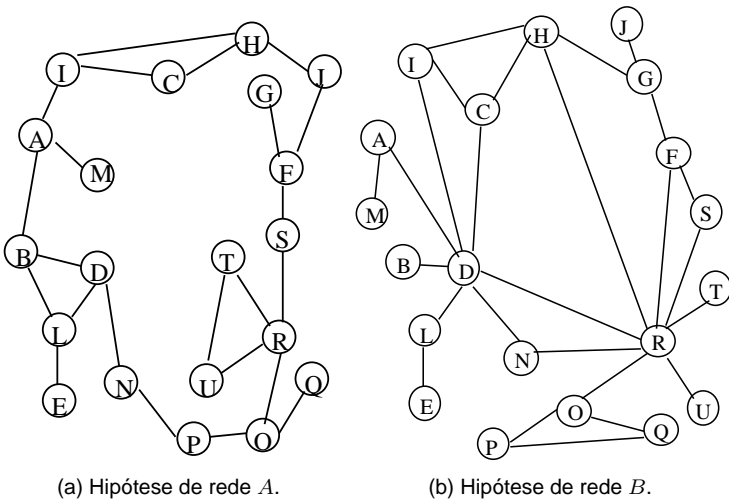 H
I
J
C
G
A
M
F
S
B
D
T
L
R
U
Q
N
E
P
O
(a) Hipótese de rede A.
J
H
I
G
C
A
F
M
S
B
D
T
L
R
N
E
O
U
Q
P
(b) Hipótese de rede B.